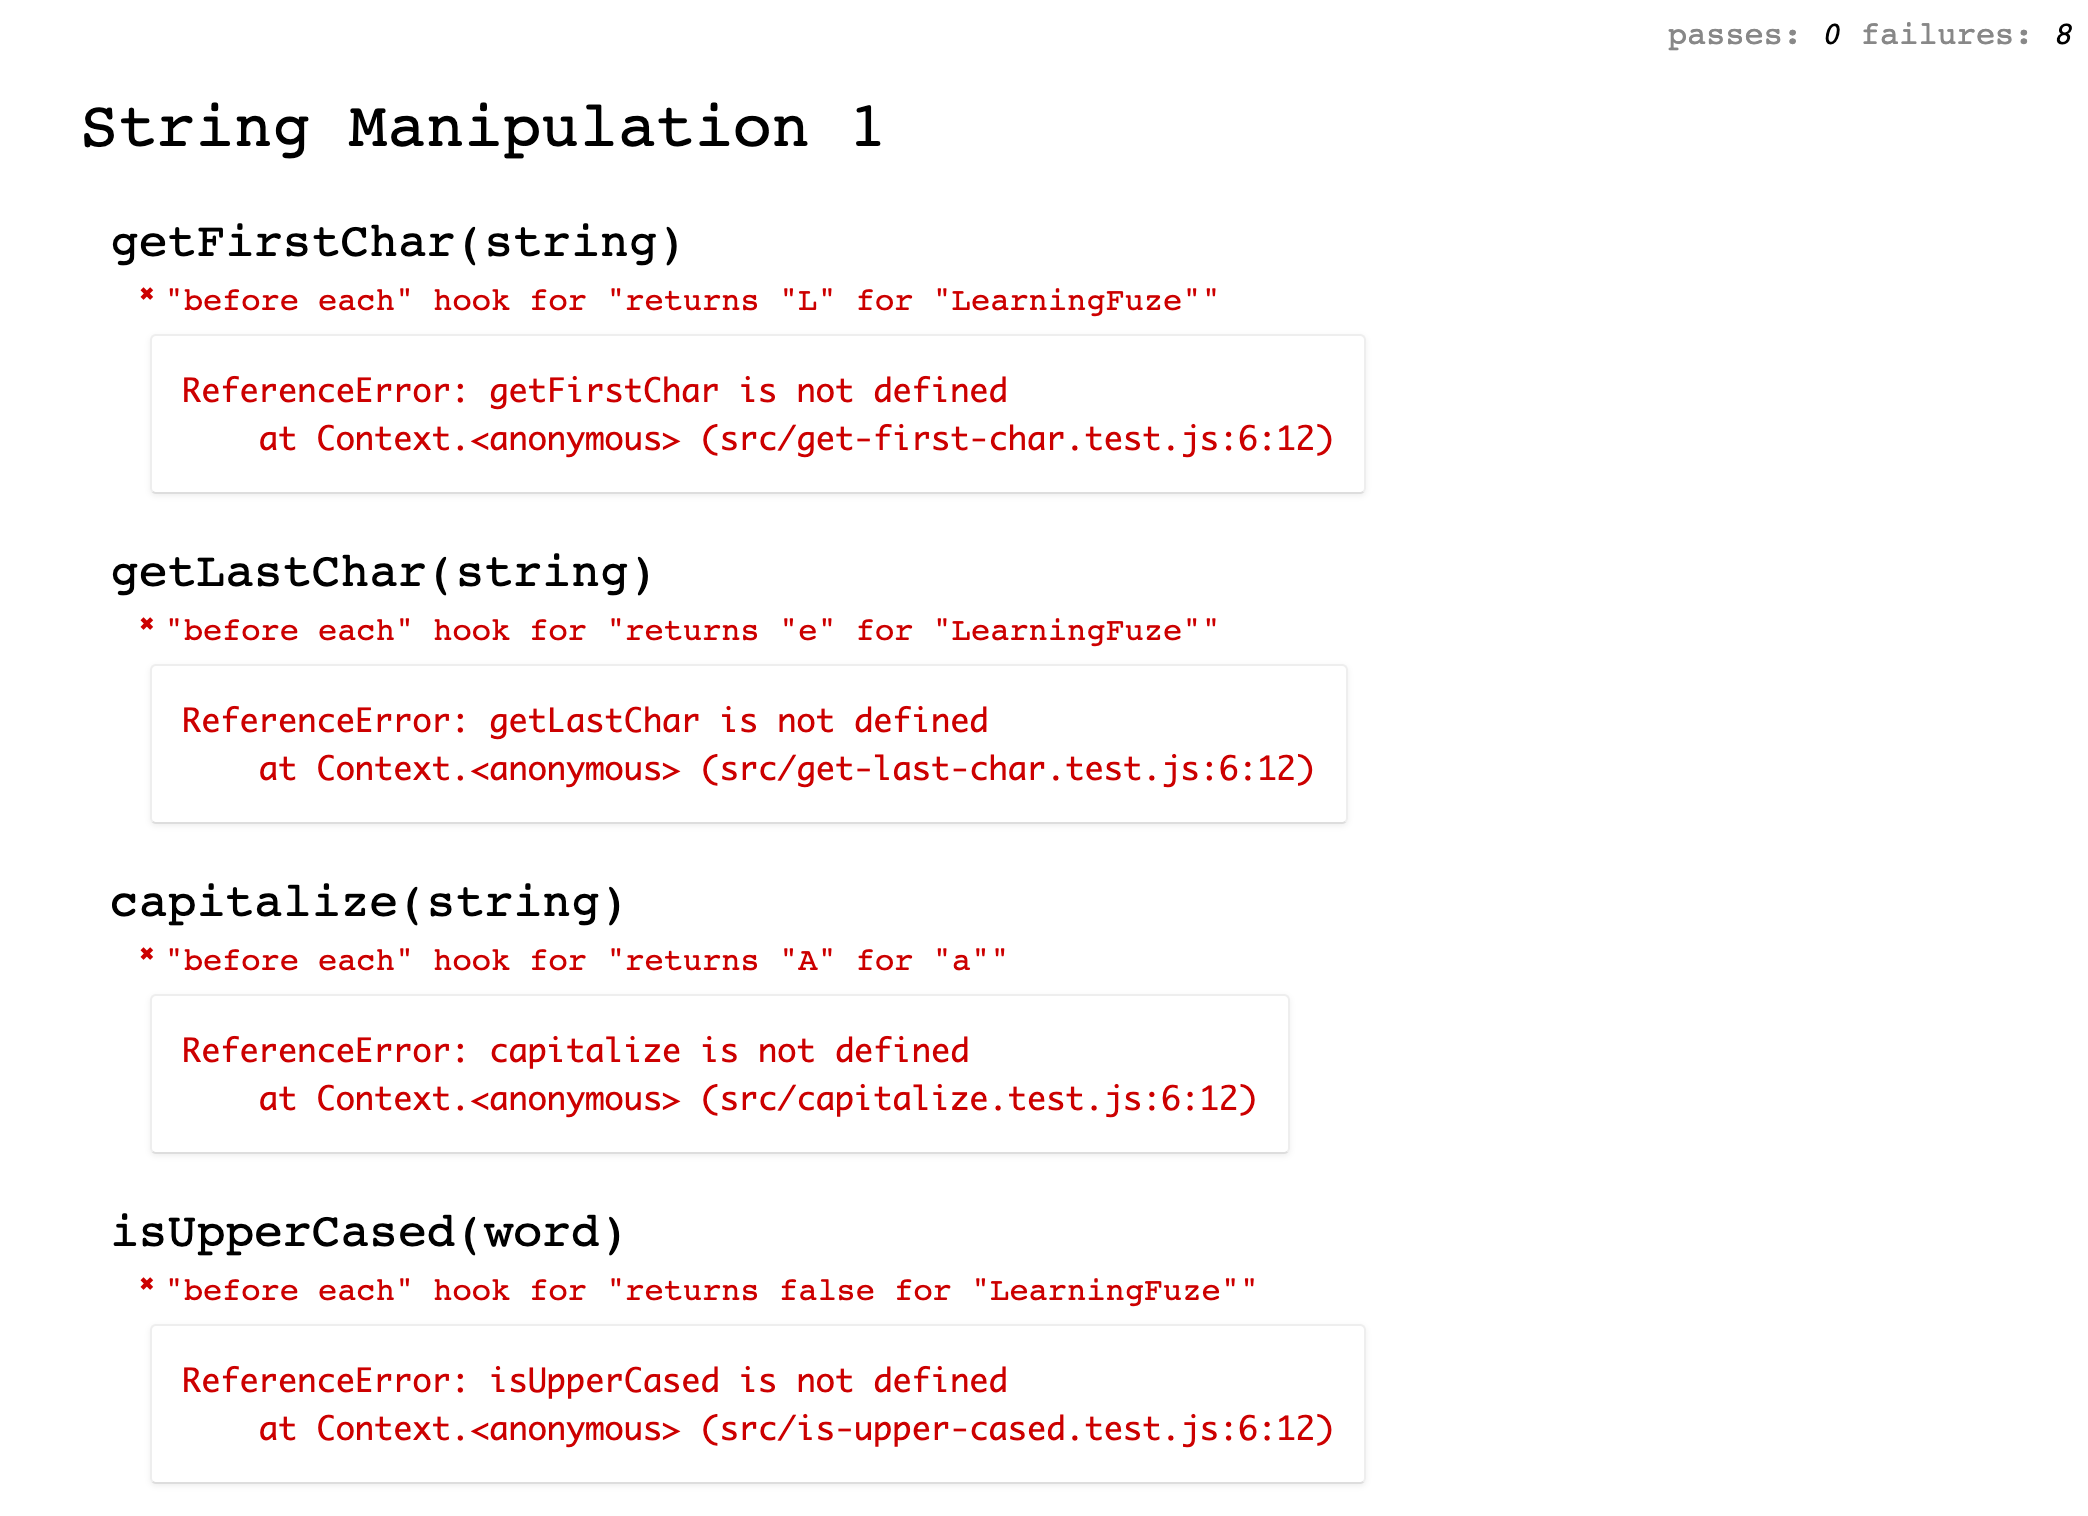 passes: 0 failures: 8
String Manipulation 1
getFirstChar(string)
✖ "before each" hook for "returns "L" for "LearningFuze""
ReferenceError: getFirstChar is not defined
    at Context.<anonymous> (src/get-first-char.test.js:6:12)
getLastChar(string)
✖ "before each" hook for "returns "e" for "LearningFuze""
ReferenceError: getLastChar is not defined
    at Context.<anonymous> (src/get-last-char.test.js:6:12)
capitalize(string)
✖ "before each" hook for "returns "A" for "a""
ReferenceError: capitalize is not defined
    at Context.<anonymous> (src/capitalize.test.js:6:12)
isUpperCased(word)
✖ "before each" hook for "returns false for "LearningFuze""
ReferenceError: isUpperCased is not defined
    at Context.<anonymous> (src/is-upper-cased.test.js:6:12)